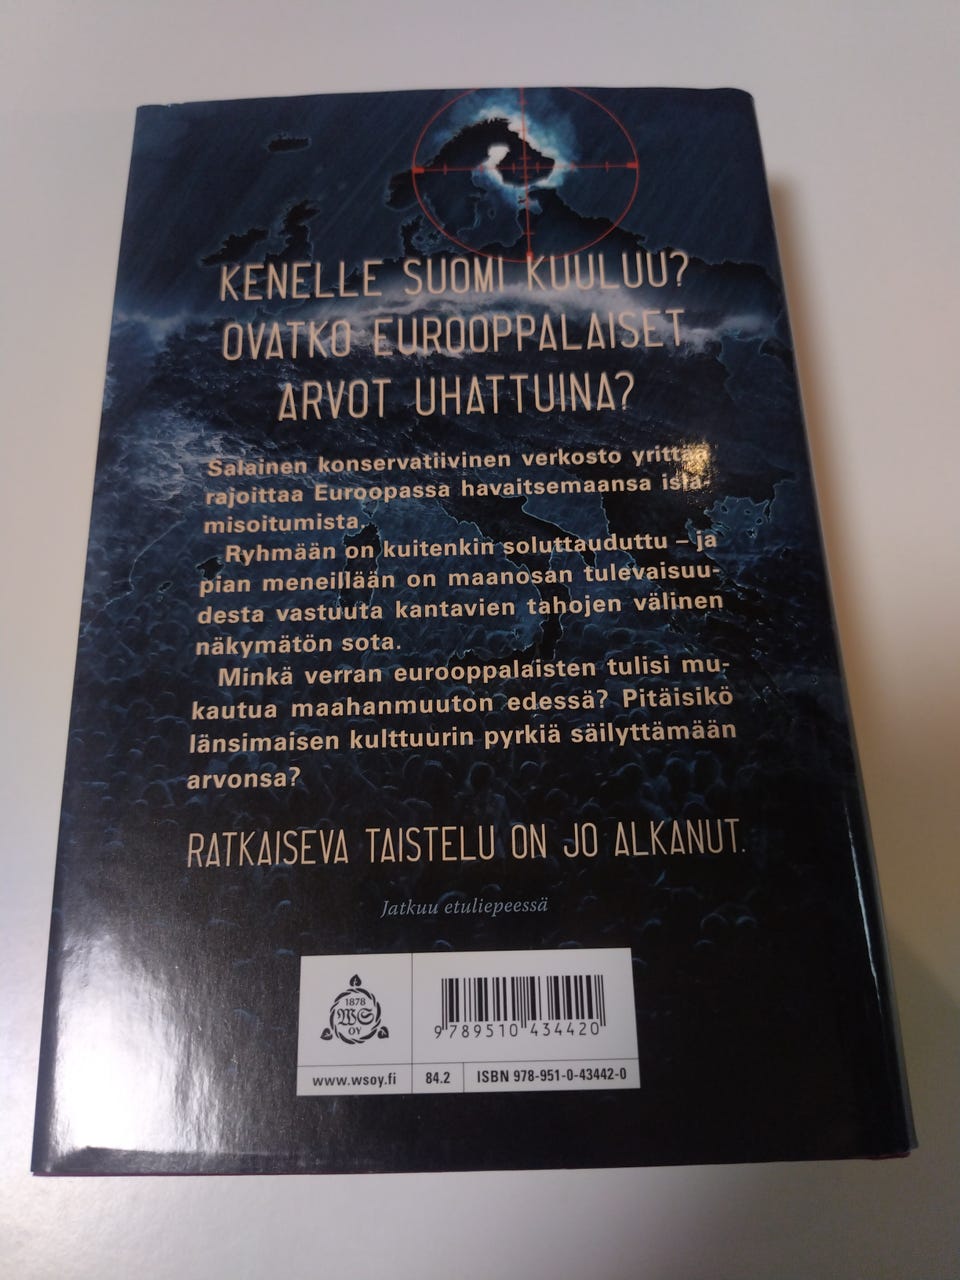 KENELLE SUOMI KUULUU?
OVATKO EUROOPPALAISET
ARVOT UHATTUINA?
Salainen konservatiivinen verkosto yrittää
rajoittaa Euroopassa havaitsemaansa isla-
misoitumista.
Ryhmään on kuitenkin soluttauduttu – ja
pian meneillään on maanosan tulevaisuu-
desta vastuuta kantavien tahojen välinen
näkymätön sota.
Minkä verran eurooppalaisten tulisi mu-
kautua maahanmuuton edessä? Pitäisikö
länsimaisen kulttuurin pyrkiä säilyttämään
arvonsa?
RATKAISEVA TAISTELU ON JO ALKANUT.
Jatkuu etuliepeessä
1878
WS
OY
9 789510 434420
www.wsoy.fi
84.2
ISBN 978-951-0-43442-0